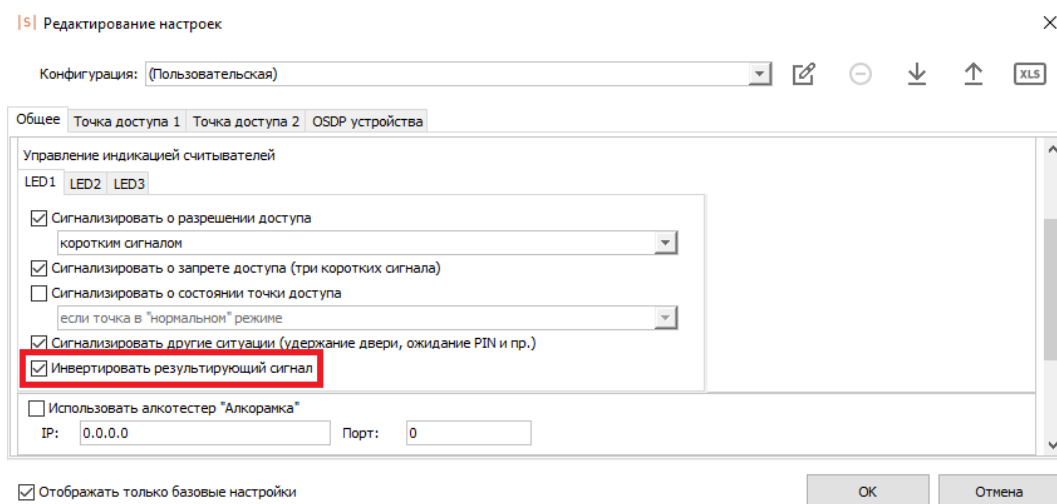 |S| Редактирование настроек
Конфигурация: (Пользовательская) XLS
Общее Точка доступа 1 Точка доступа 2 OSDP устройства
Управление индикацией считывателей
LED1 LED2 LED3
Сигнализировать о разрешении доступа
коротким сигналом
Сигнализировать о запрете доступа (три коротких сигнала)
Сигнализировать о состоянии точки доступа
если точка в "нормальном" режиме
Сигнализировать другие ситуации (удержание двери, ожидание PIN и пр.)
Инвертировать результирующий сигнал
Использовать алкотестер "Алкорамка"
IP: 0.0.0.0 Порт: 0
Отображать только базовые настройки OK Отмена